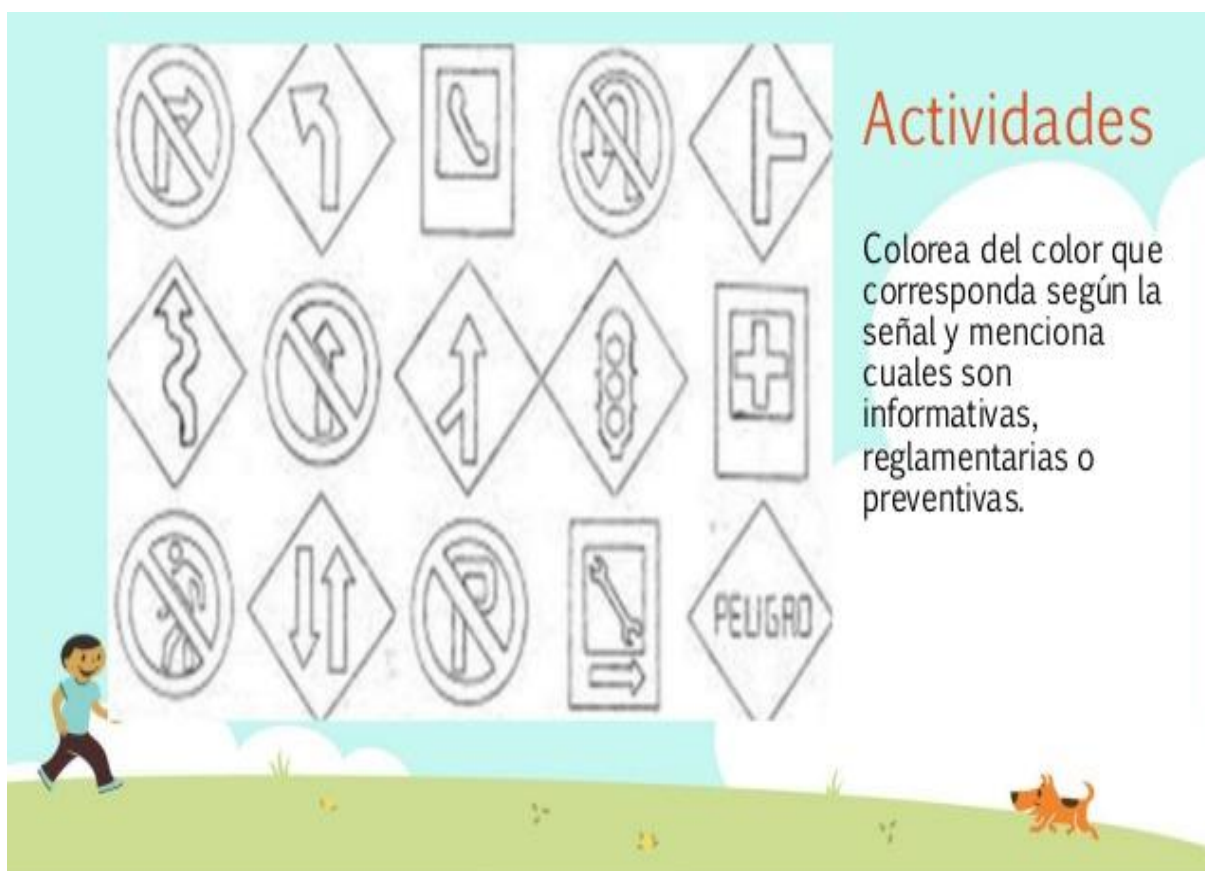 Actividades
Colorea del color que
corresponda según la
señal y menciona
cuales son
informativas,
reglamentarias o
preventivas.
P
PELIGRO